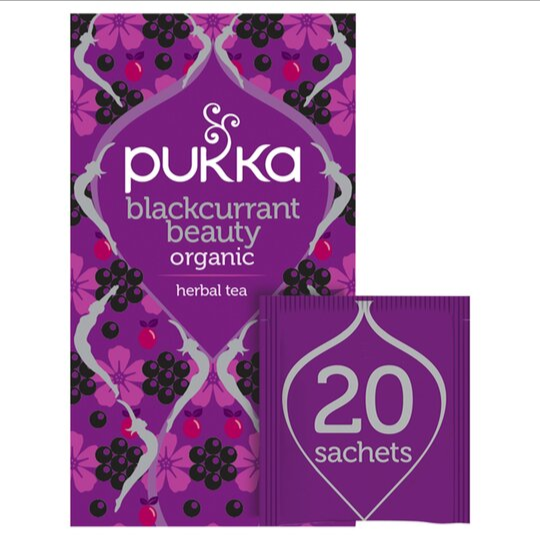 pukka
blackcurrant
beauty
organic
herbal tea
20
sachets